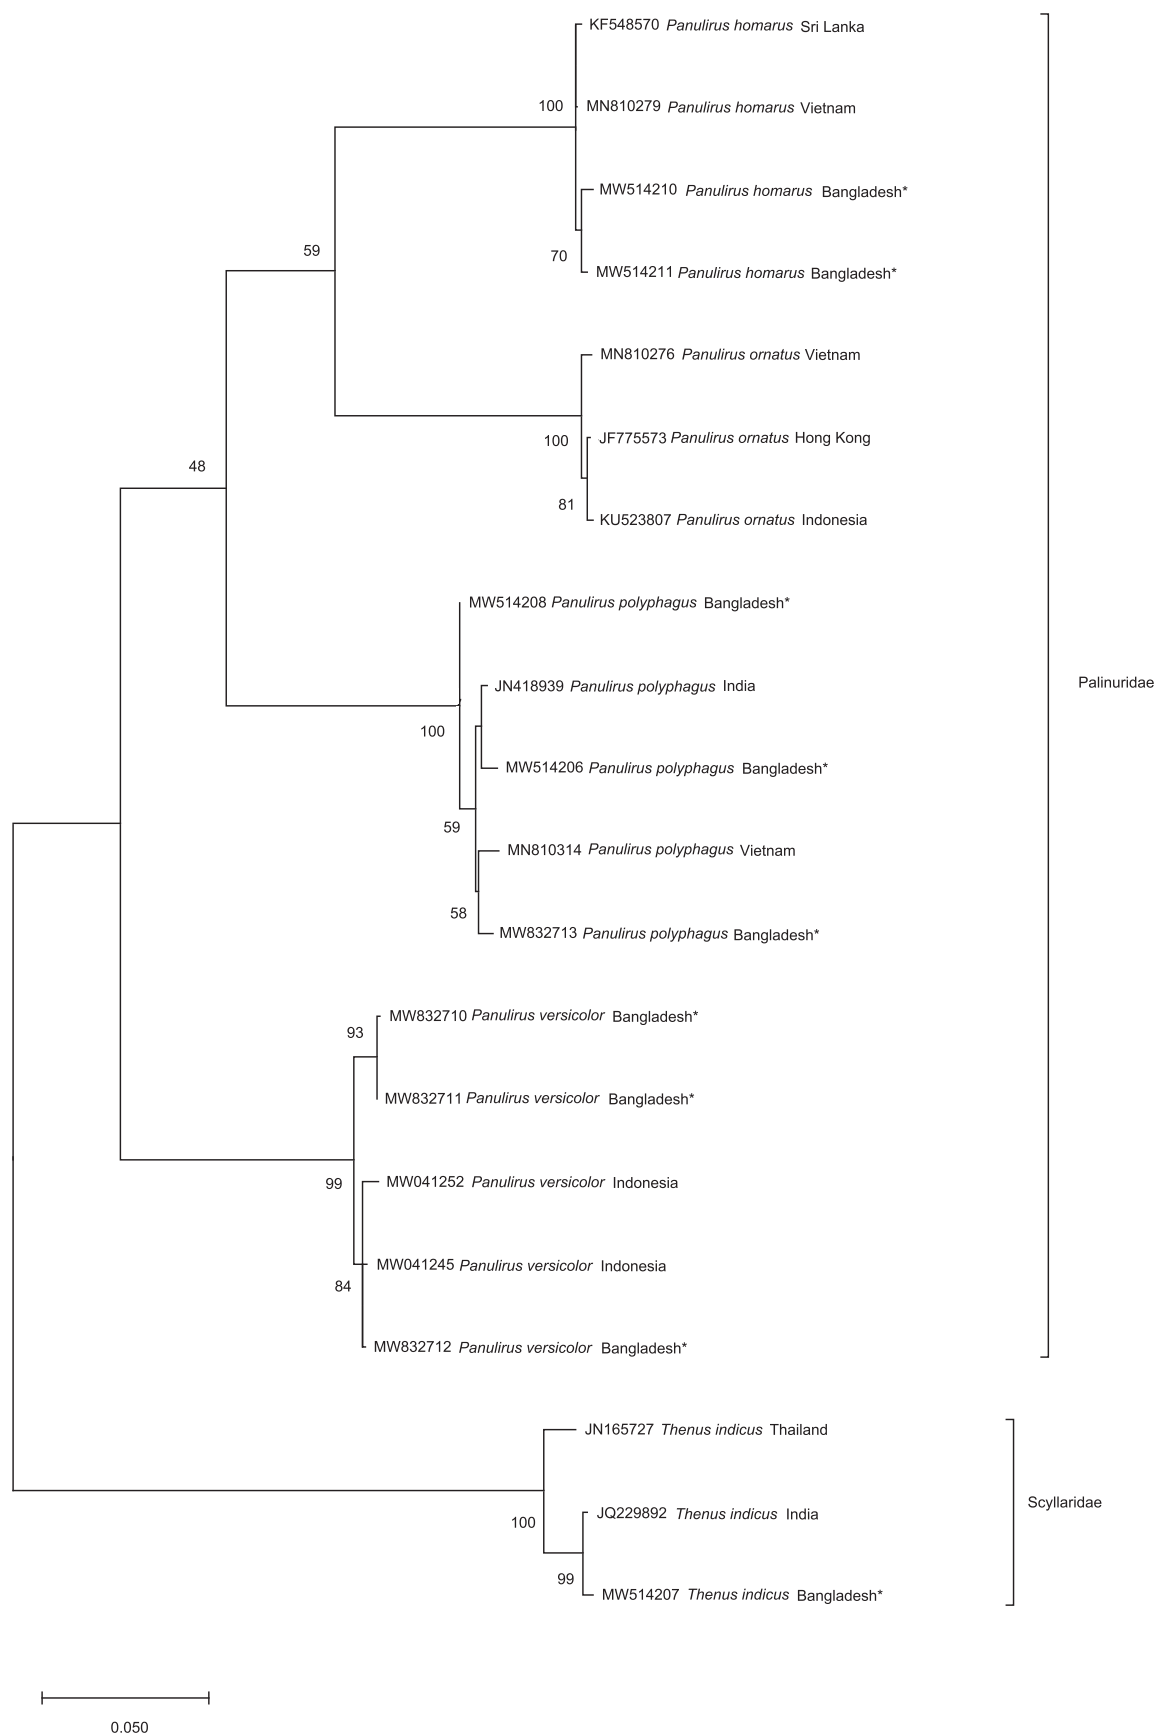 KF548570 Panulirus homarus Sri Lanka
100
MN810279 Panulirus homarus Vietnam
MW514210 Panulirus homarus Bangladesh*
59
70
MW514211 Panulirus homarus Bangladesh*
MN810276 Panulirus ornatus Vietnam
100
JF775573 Panulirus ornatus Hong Kong
48
81
KU523807 Panulirus ornatus Indonesia
MW514208 Panulirus polyphagus Bangladesh*
JN418939 Panulirus polyphagus India
Palinuridae
100
MW514206 Panulirus polyphagus Bangladesh*
59
MN810314 Panulirus polyphagus Vietnam
58
MW832713 Panulirus polyphagus Bangladesh*
MW832710 Panulirus versicolor Bangladesh*
93
MW832711 Panulirus versicolor Bangladesh*
99
MW041252 Panulirus versicolor Indonesia
MW041245 Panulirus versicolor Indonesia
84
MW832712 Panulirus versicolor Bangladesh*
JN165727 Thenus indicus Thailand
Scyllaridae
100
JQ229892 Thenus indicus India
99
MW514207 Thenus indicus Bangladesh*
0.050